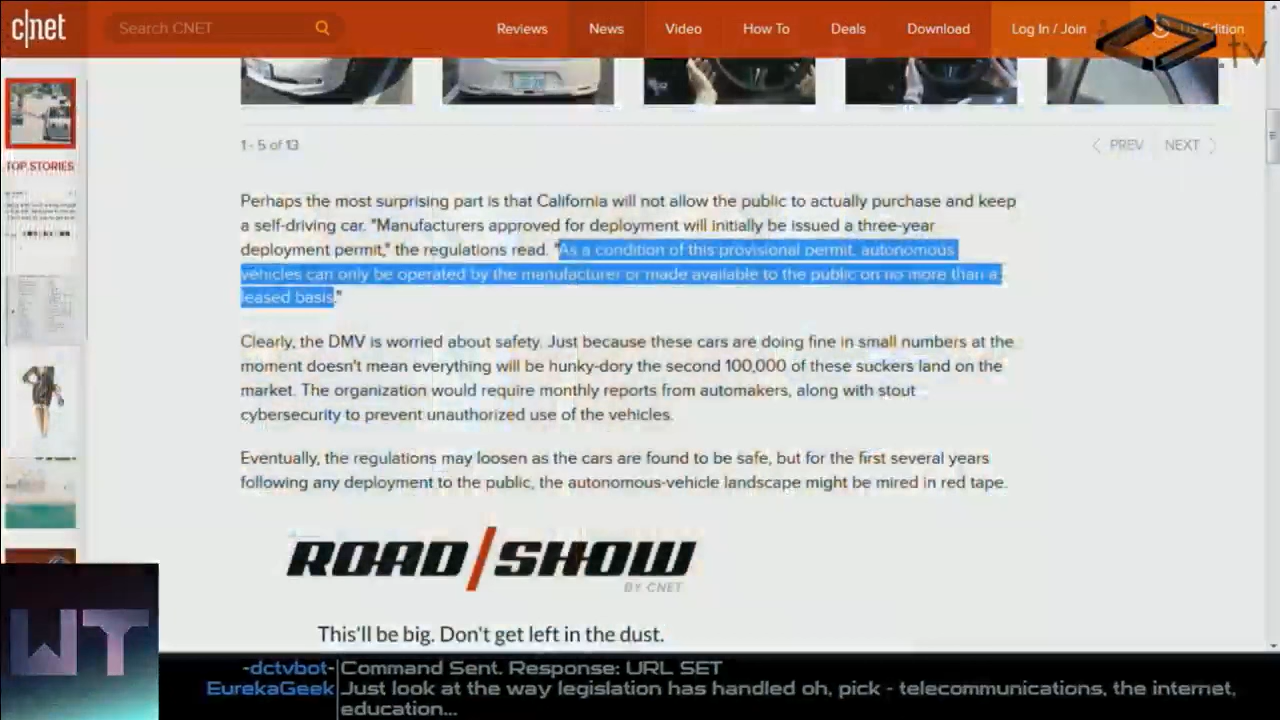 c|net
Search CNET
Reviews
News
Video
How To
Deals
Download
Log In / Join
US Edition
.tv
TOP STORIES
1 - 5 of 13
PREV
NEXT
Perhaps the most surprising part is that California will not allow the public to actually purchase and keep
a self-driving car. "Manufacturers approved for deployment will initially be issued a three-year
deployment permit," the regulations read. "As a condition of this provisional permit, autonomous
vehicles can only be operated by the manufacturer or made available to the public on no more than a
leased basis."
Clearly, the DMV is worried about safety. Just because these cars are doing fine in small numbers at the
moment doesn't mean everything will be hunky-dory the second 100,000 of these suckers land on the
market. The organization would require monthly reports from automakers, along with stout
cybersecurity to prevent unauthorized use of the vehicles.
Eventually, the regulations may loosen as the cars are found to be safe, but for the first several years
following any deployment to the public, the autonomous-vehicle landscape might be mired in red tape.
ROAD/SHOW
BY CNET
This'll be big. Don't get left in the dust.
WT
-dctvbot-|Command Sent. Response: URL SET
EurekaGeek|Just look at the way legislation has handled oh, pick - telecommunications, the internet,
education...